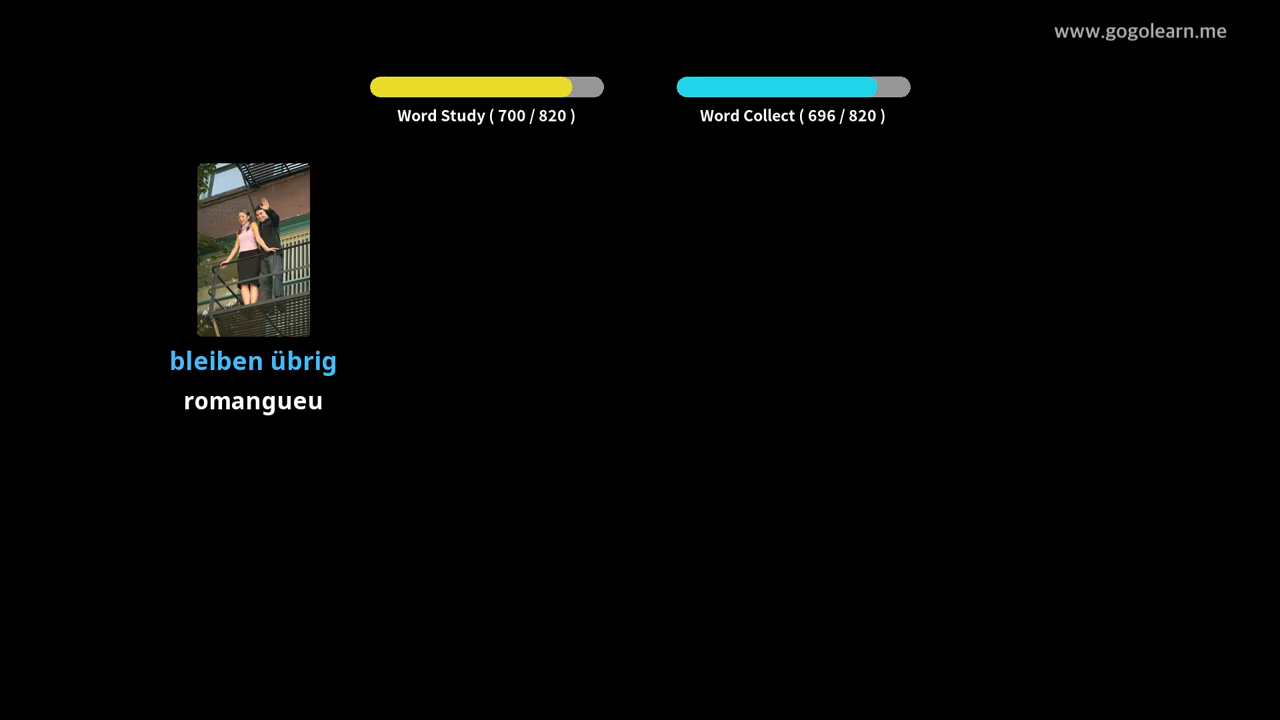 www.gogolearn.me
Word Study ( 700 / 820 )
Word Collect ( 696 / 820 )
bleiben übrig
romangueu